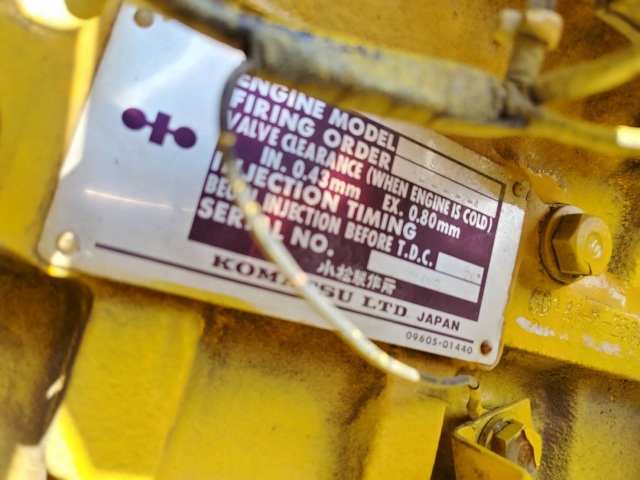 ENGINE MODEL
FIRING ORDER
VALVE CLEARANCE (WHEN ENGINE IS COLD)
IN. 0.43mm EX. 0.80mm
INJECTION TIMING
INJECTION BEFORE T.D.C.
SERIAL NO.
小松製作所
KOMATSU LTD JAPAN
09605-01440